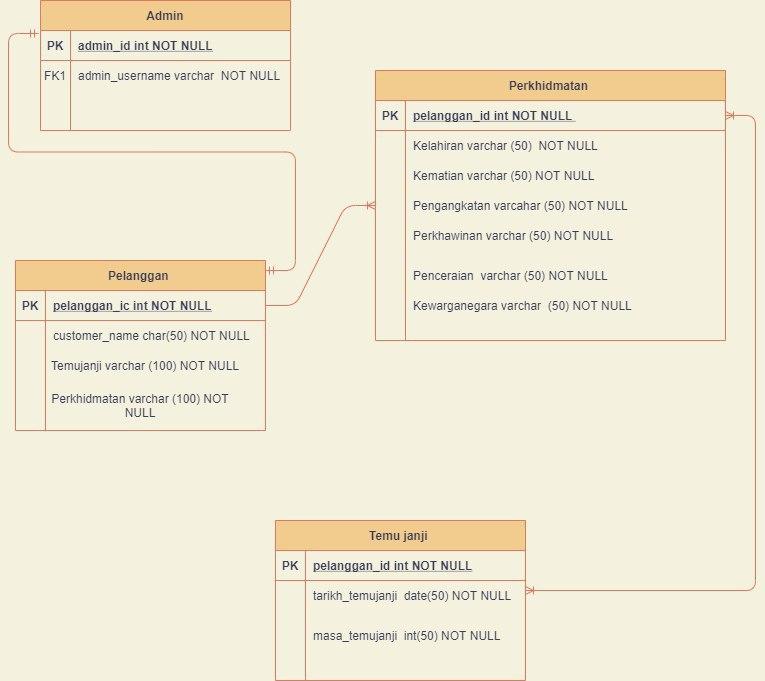 Admin
PK admin_id int NOT NULL
FK1 admin_username varchar NOT NULL
Perkhidmatan
PK pelanggan_id int NOT NULL
Kelahiran varchar (50) NOT NULL
Kematian varchar (50) NOT NULL
Pengangkatan varcahar (50) NOT NULL
Perkhawinan varchar (50) NOT NULL
Penceraian varchar (50) NOT NULL
Kewarganegara varchar (50) NOT NULL
Pelanggan
PK pelanggan_ic int NOT NULL
customer_name char(50) NOT NULL
Temujanji varchar (100) NOT NULL
Perkhidmatan varchar (100) NOT
NULL
Temu janji
PK pelanggan_id int NOT NULL
tarikh_temujanji date(50) NOT NULL
masa_temujanji int(50) NOT NULL